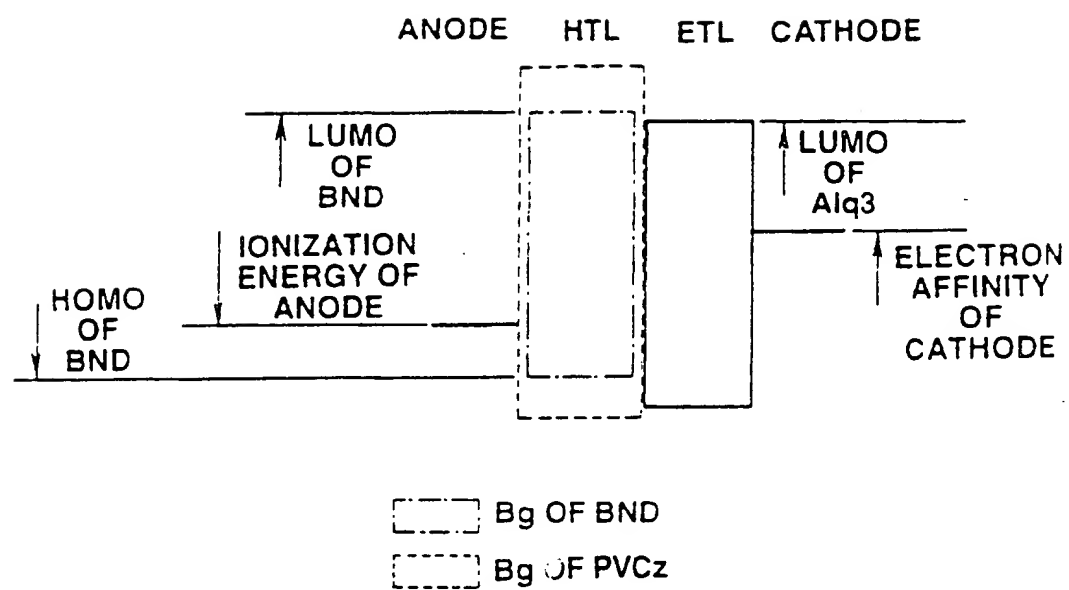 ANODE HTL ETL CATHODE
LUMO
OF
BND
LUMO
OF
Alq3
IONIZATION
ENERGY OF
ANODE
ELECTRON
AFFINITY
OF
CATHODE
HOMO
OF
BND
Bg OF BND
Bg OF PVCz